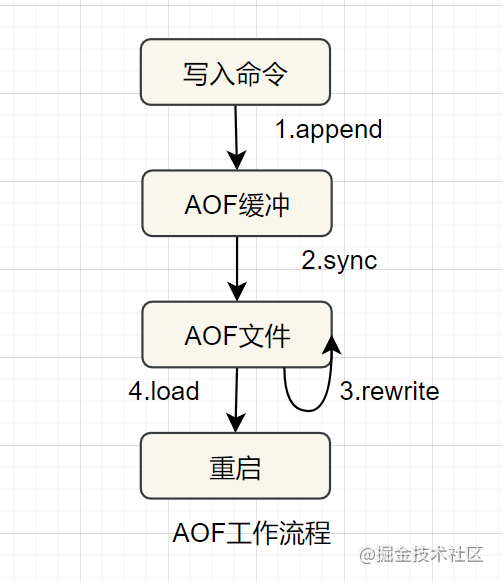 写入命令
1.append
AOF缓冲
2.sync
AOF文件
4.load
3.rewrite
重启
AOF工作流程
@掘金技术社区